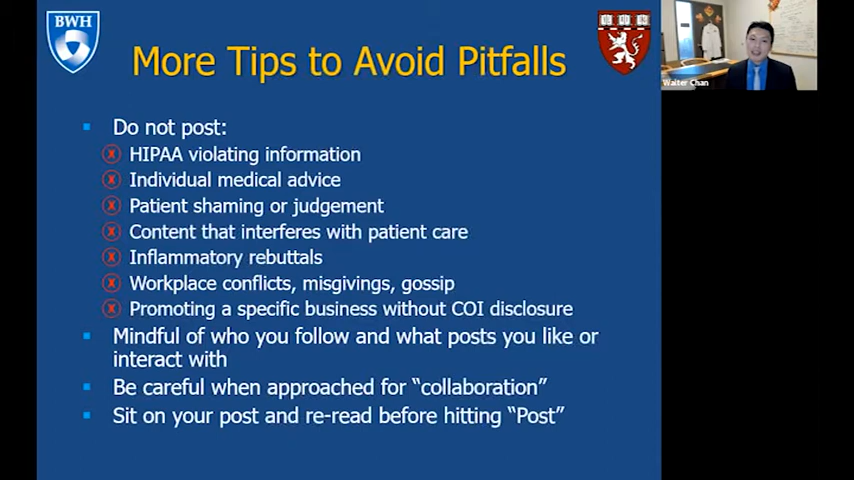 BWH
More Tips to Avoid Pitfalls
Walter Chan
Do not post:
HIPAA violating information
Individual medical advice
Patient shaming or judgement
Content that interferes with patient care
Inflammatory rebuttals
Workplace conflicts, misgivings, gossip
Promoting a specific business without COI disclosure
Mindful of who you follow and what posts you like or
interact with
Be careful when approached for “collaboration”
Sit on your post and re-read before hitting “Post”